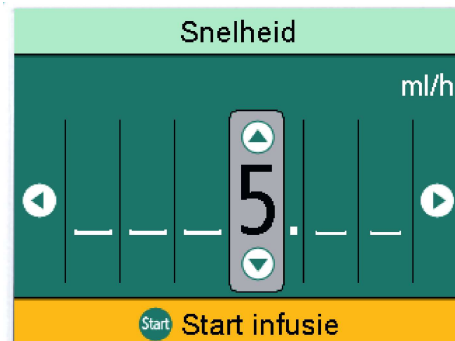 Snelheid
ml/h
_ _ _ 5 . _ _
Start Start infusie